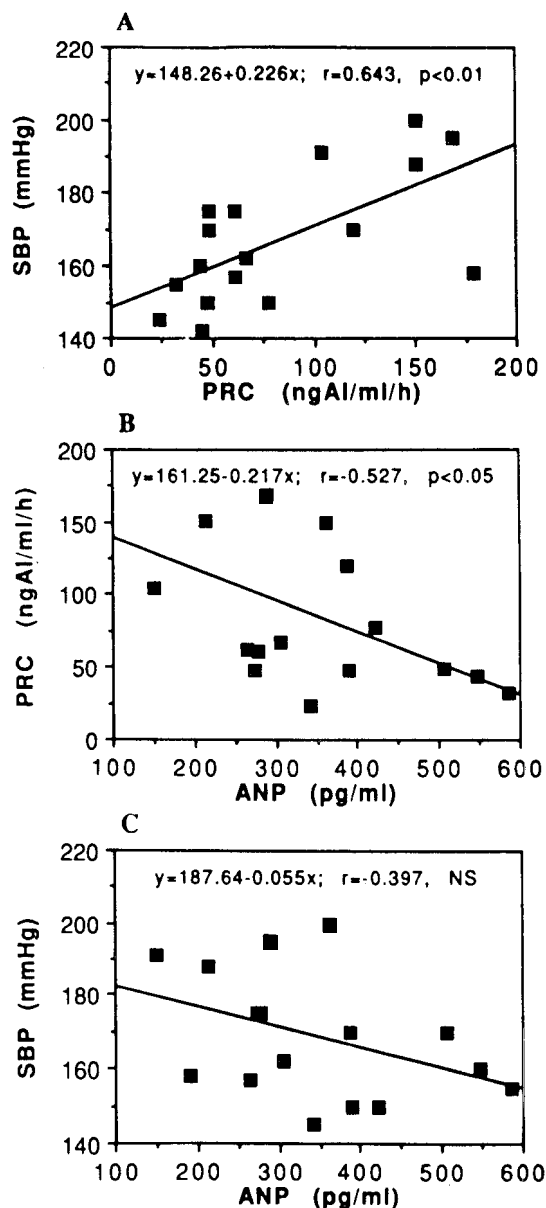 A
y=148.26+0.226x; r=0.643, p<0.01
220
200
180
160
140
SBP (mmHg)
0 50 100 150 200
PRC (ngAI/ml/h)
B
y=161.25-0.217x; r=-0.527, p<0.05
200
150
100
50
0
PRC (ngAI/ml/h)
100 200 300 400 500 600
ANP (pg/ml)
C
y=187.64-0.055x; r=-0.397, NS
220
200
180
160
140
SBP (mmHg)
100 200 300 400 500 600
ANP (pg/ml)